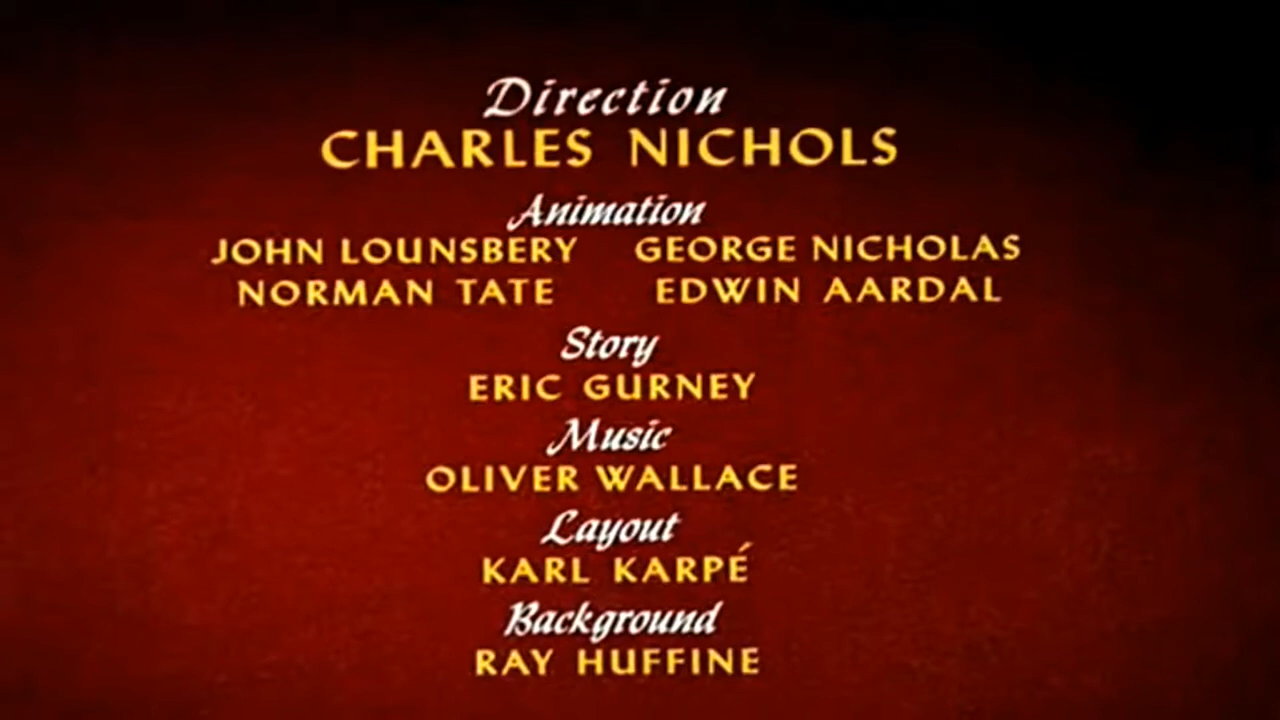 Direction
CHARLES NICHOLS
Animation
JOHN LOUNSBERY GEORGE NICHOLAS
NORMAN TATE EDWIN AARDAL
Story
ERIC GURNEY
Music
OLIVER WALLACE
Layout
KARL KARPÉ
Background
RAY HUFFINE